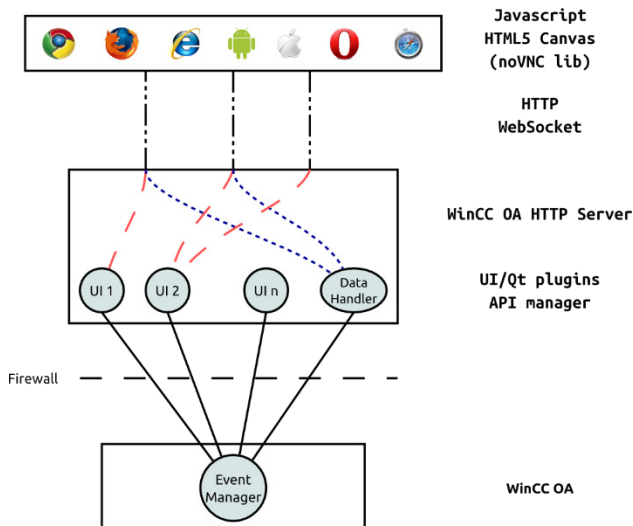 Javascript
HTML5 Canvas
(noVNC lib)
HTTP
WebSocket
WinCC OA HTTP Server
UI 1
UI 2
UI n
Data
Handler
UI/Qt plugins
API manager
Firewall
Event
Manager
WinCC OA